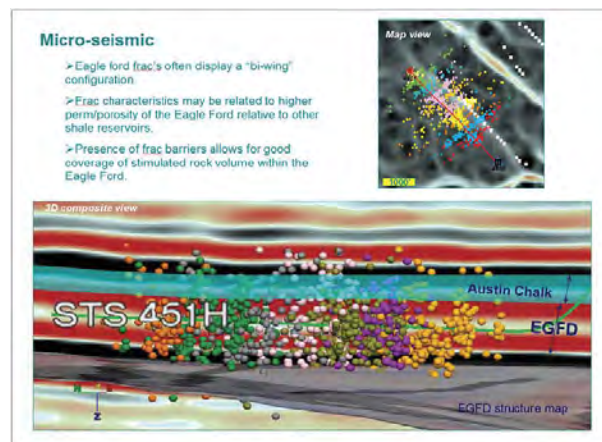 Micro-seismic
➢Eagle ford frac's often display a "bi-wing"
configuration.
➢Frac characteristics may be related to higher
perm/porosity of the Eagle Ford relative to other
shale reservoirs.
➢Presence of frac barriers allows for good
coverage of stimulated rock volume within the
Eagle Ford.
Map view
1000'
3D composite view
Austin Chalk
STS 451H
EGFD
EGFD structure map
Z